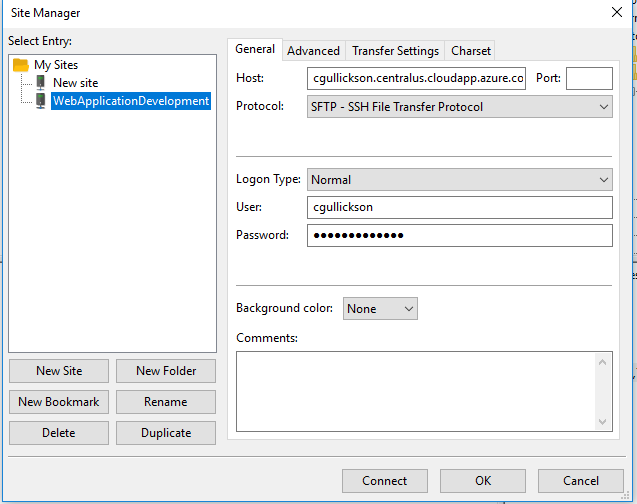 Site Manager
Select Entry:
My Sites
New site
WebApplicationDevelopment
New Site
New Folder
New Bookmark
Rename
Delete
Duplicate
General
Advanced
Transfer Settings
Charset
Host:
cgullickson.centralus.cloudapp.azure.co
Port:
Protocol:
SFTP - SSH File Transfer Protocol
Logon Type:
Normal
User:
cgullickson
Password:
●●●●●●●●●●●●●
Background color:
None
Comments:
Connect
OK
Cancel